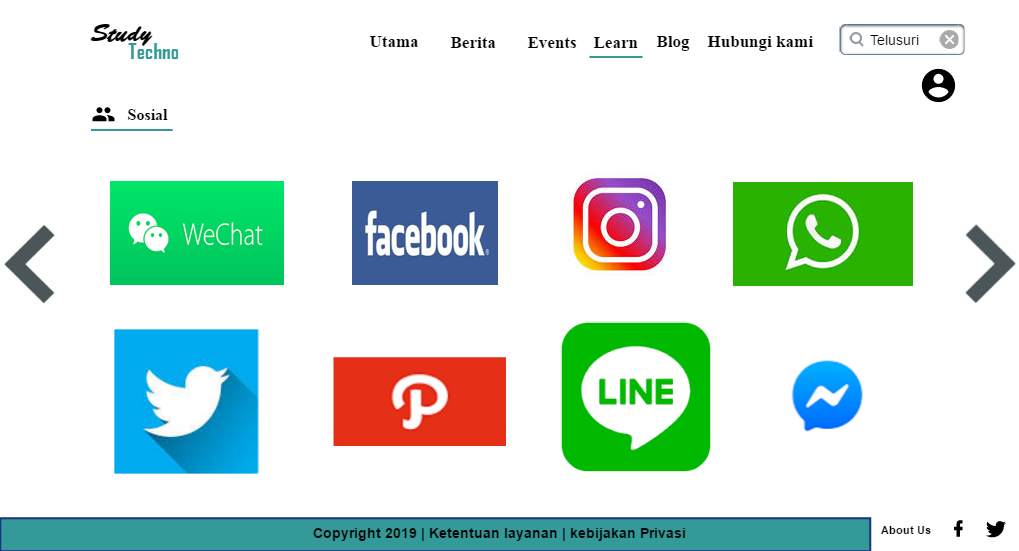 Study
Techno
Utama
Berita
Events
Learn
Blog
Hubungi kami
Telusuri
Sosial
WeChat
facebook®
LINE
Copyright 2019 | Ketentuan layanan | kebijakan Privasi
About Us